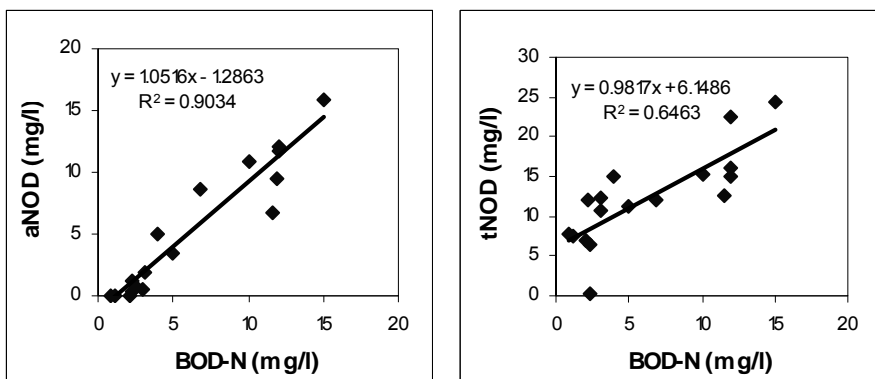 20
15
10
5
0
aNOD (mg/l)
y = 1.0516x - 1.2863
R² = 0.9034
0 5 10 15 20
BOD-N (mg/l)
30
25
20
15
10
5
0
tNOD (mg/l)
y = 0.9817x + 6.1486
R² = 0.6463
0 5 10 15 20
BOD-N (mg/l)